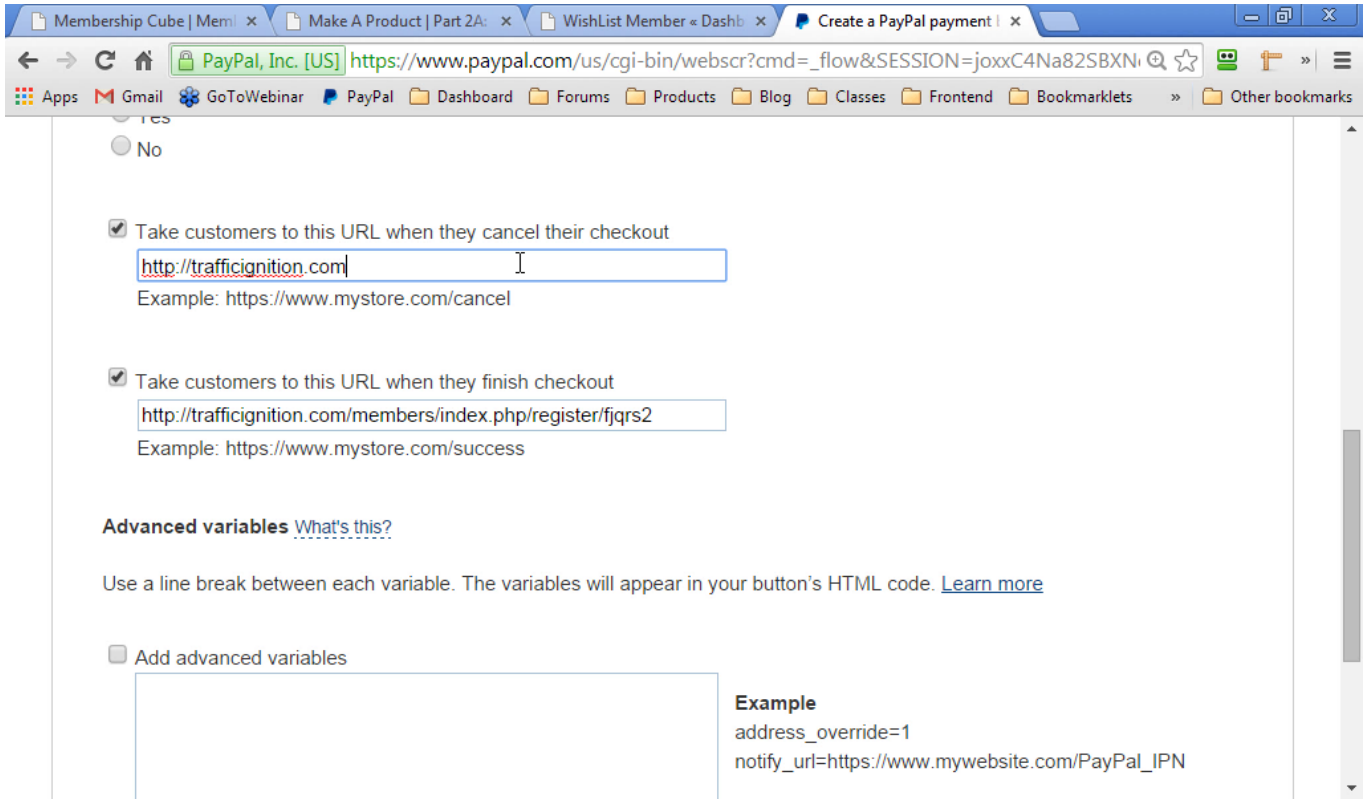 Membership Cube | Meml
Make A Product | Part 2A:
WishList Member « Dashb
Create a PayPal payment l
PayPal, Inc. [US] https://www.paypal.com/us/cgi-bin/webscr?cmd=_flow&SESSION=joxxC4Na82SBXN
Apps Gmail GoToWebinar PayPal Dashboard Forums Products Blog Classes Frontend Bookmarklets » Other bookmarks
Yes
No
Take customers to this URL when they cancel their checkout
http://trafficignition.com
Example: https://www.mystore.com/cancel
Take customers to this URL when they finish checkout
http://trafficignition.com/members/index.php/register/fjqrs2
Example: https://www.mystore.com/success
Advanced variables What's this?
Use a line break between each variable. The variables will appear in your button's HTML code. Learn more
Add advanced variables
Example
address_override=1
notify_url=https://www.mywebsite.com/PayPal_IPN